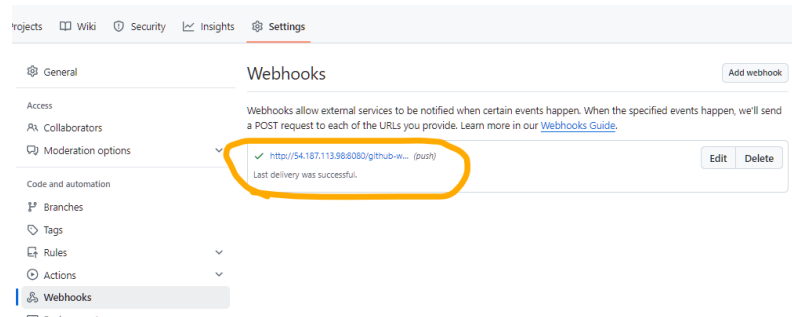 Projects Wiki Security Insights Settings
General
Access
Collaborators
Moderation options
Code and automation
Branches
Tags
Rules
Actions
Webhooks
Webhooks
Add webhook
Webhooks allow external services to be notified when certain events happen. When the specified events happen, we'll send
a POST request to each of the URLs you provide. Learn more in our Webhooks Guide.
http://54.187.113.98:8080/github-w... (push)
Edit Delete
Last delivery was successful.